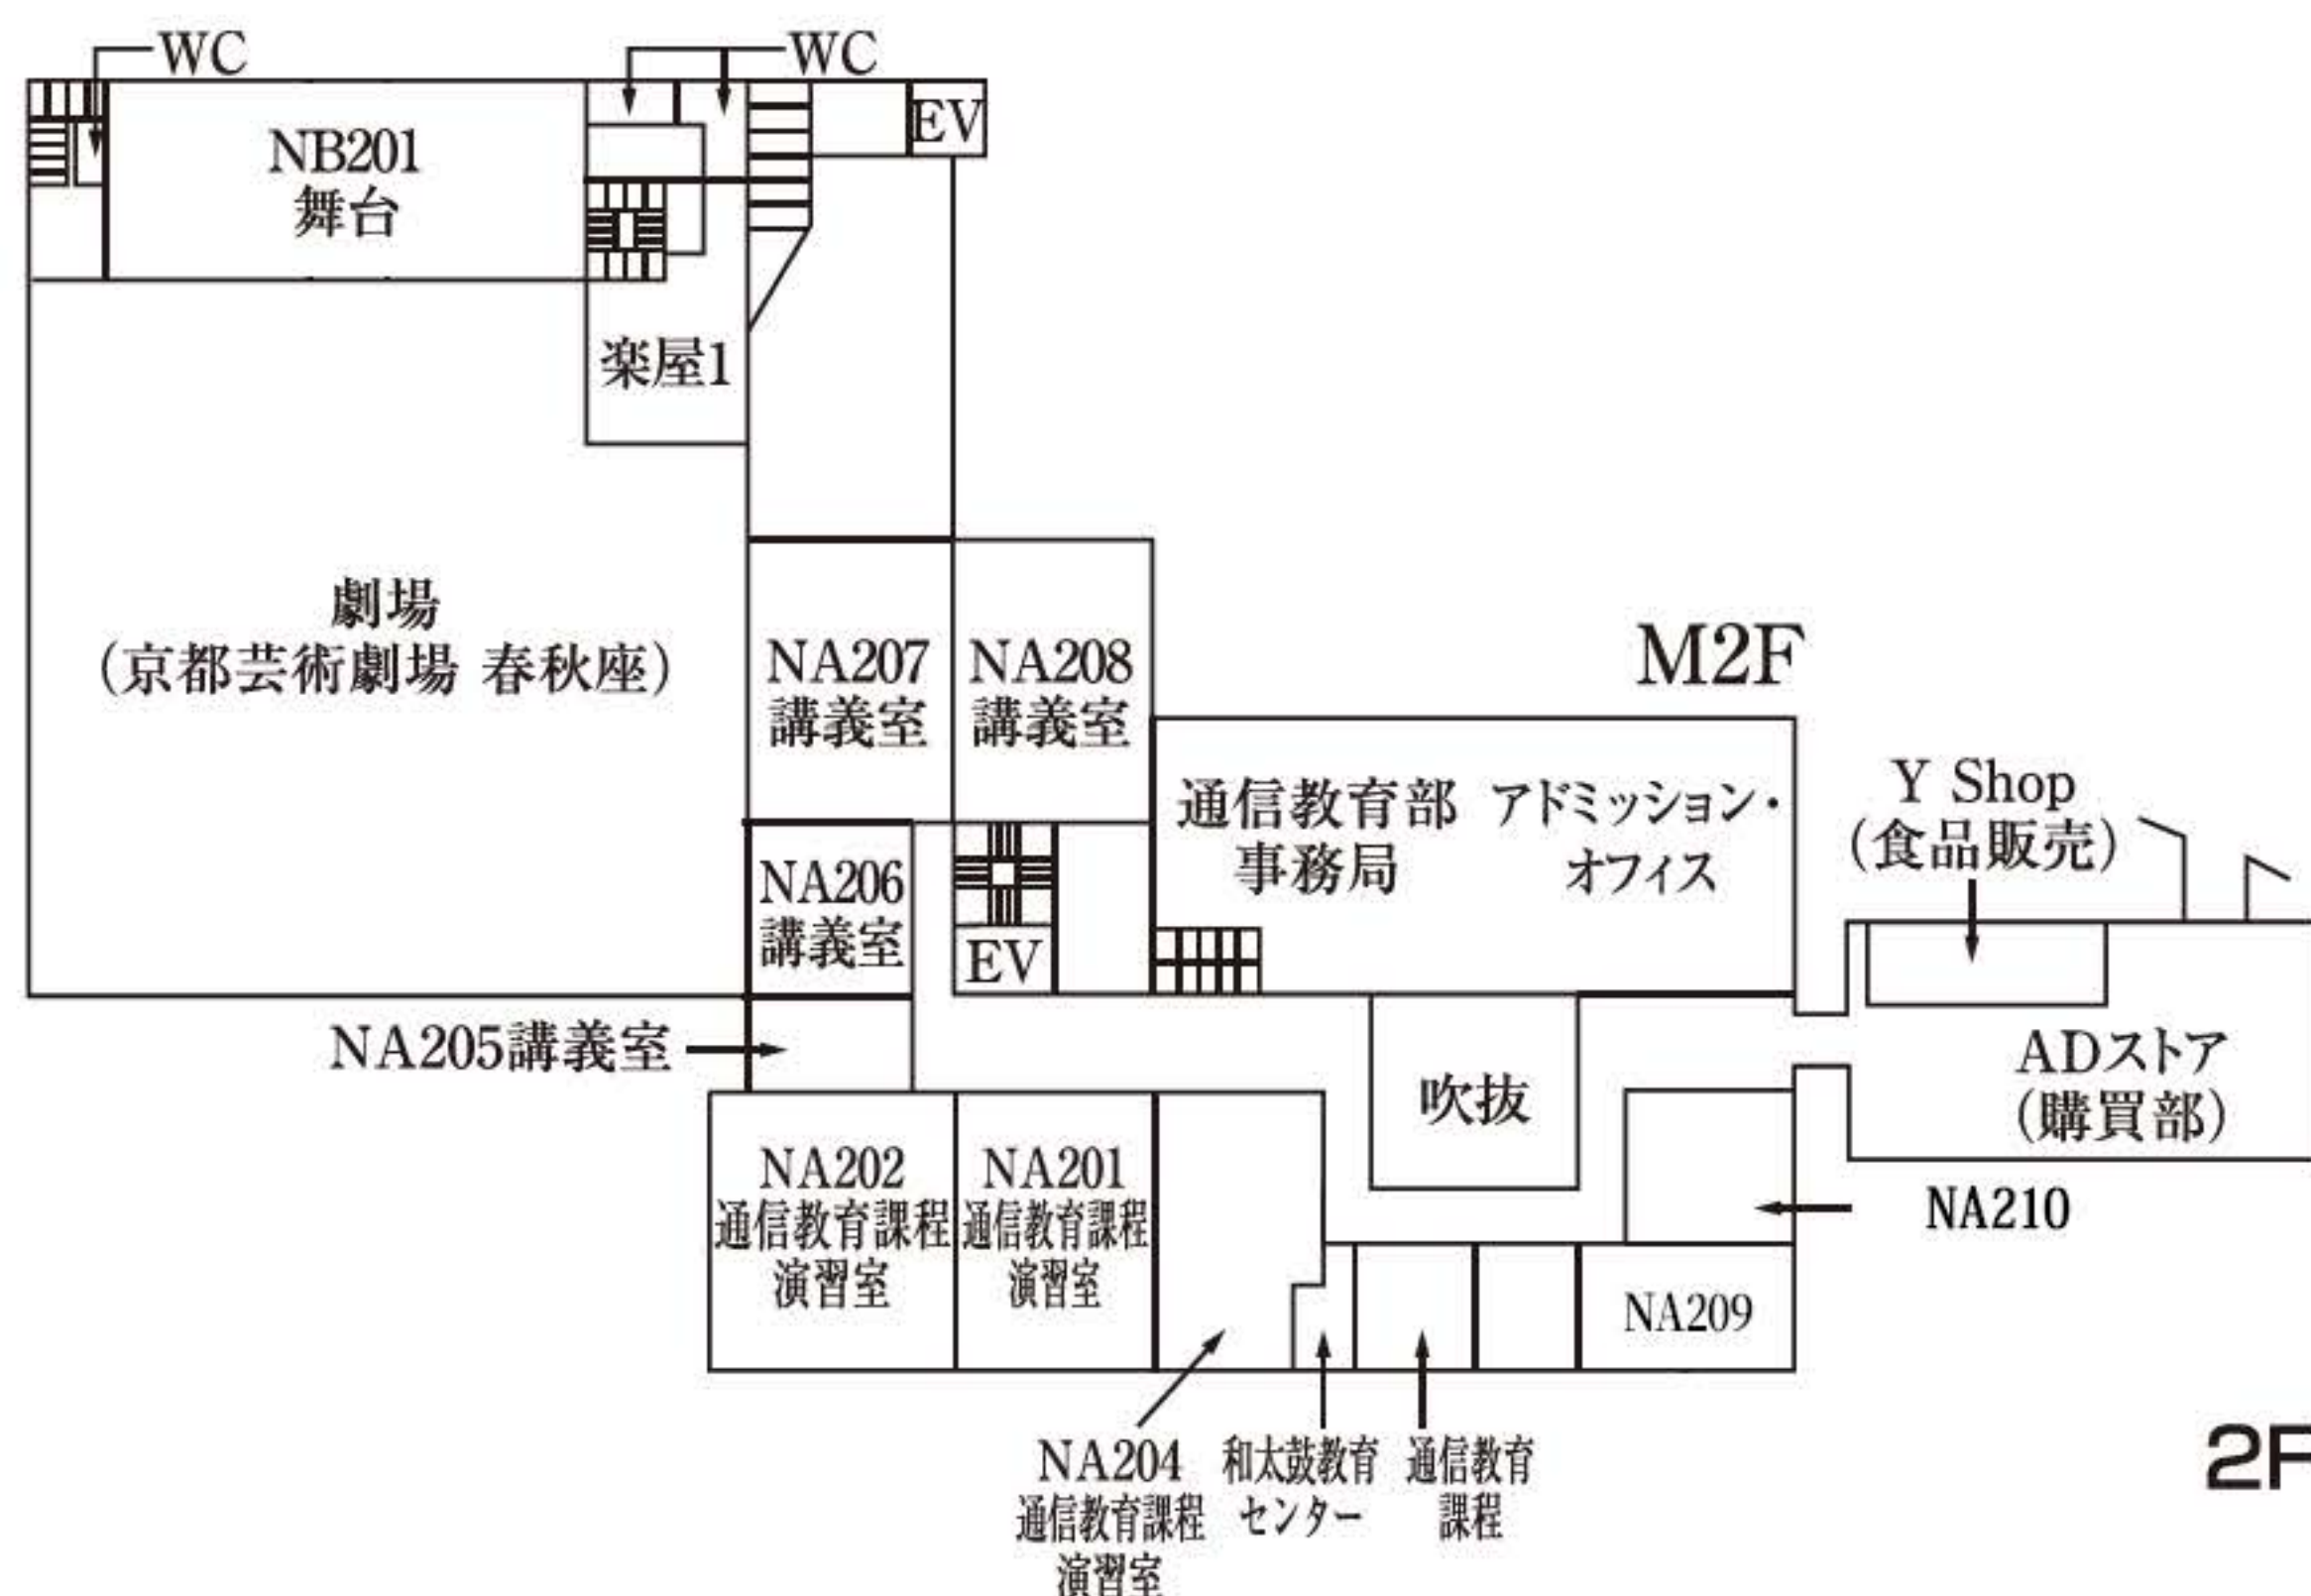 WC
WC
EV
NB201
舞台
楽屋1
劇場
(京都芸術劇場 春秋座)
NA207
講義室
NA208
講義室
M2F
通信教育部
事務局
アドミッション・
オフィス
Y Shop
(食品販売)
NA206
講義室
EV
NA205講義室
ADストア
(購買部)
吹抜
NA202
通信教育課程
演習室
NA201
通信教育課程
演習室
NA210
NA209
NA204
通信教育課程
演習室
和太鼓教育
センター
通信教育
課程
2F